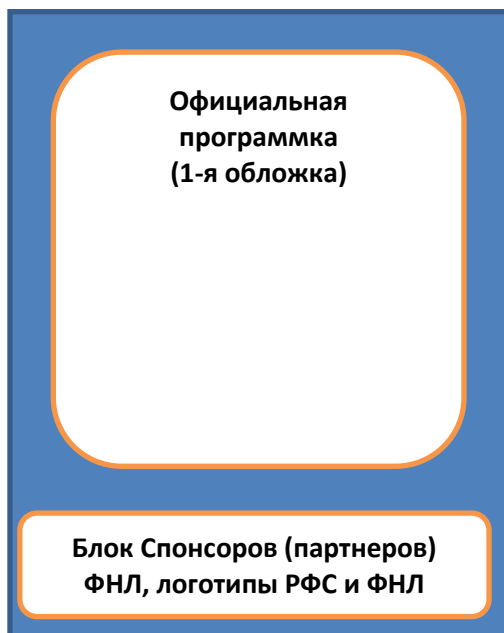 Официальная
программка
(1-я обложка)
Блок Спонсоров (партнеров)
ФНЛ, логотипы РФС и ФНЛ